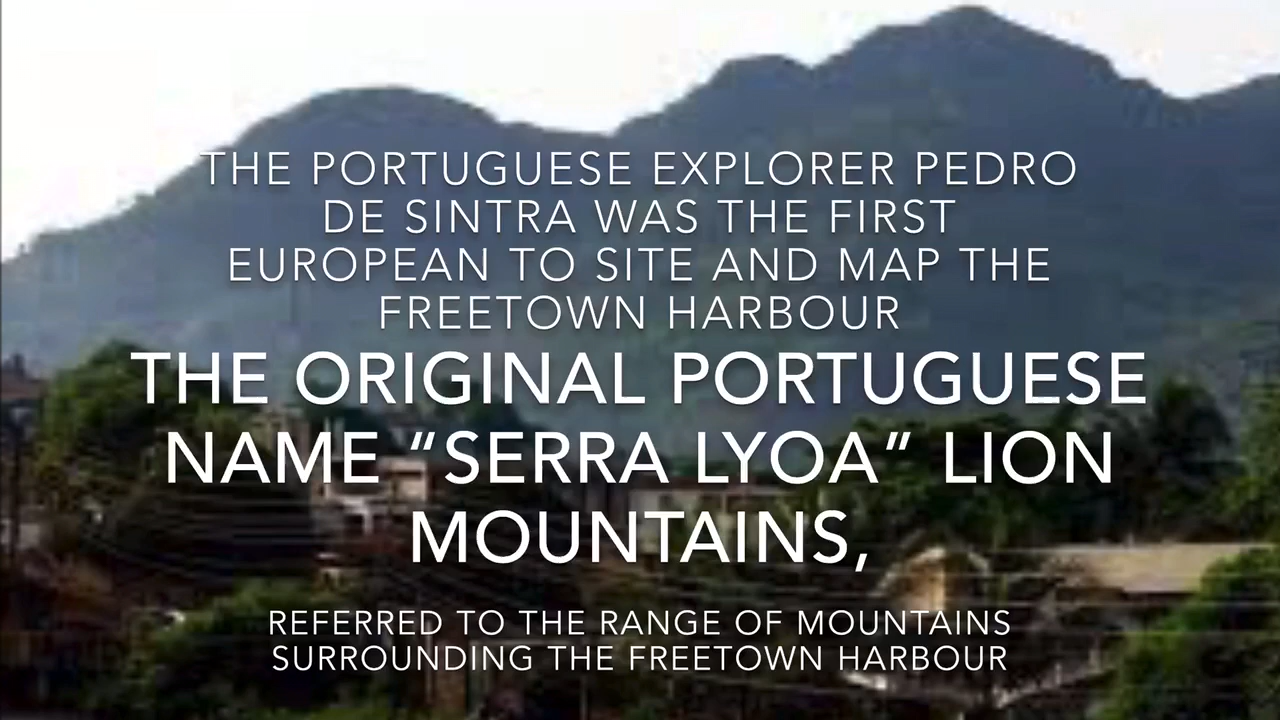 THE PORTUGUESE EXPLORER PEDRO
DE SINTRA WAS THE FIRST
EUROPEAN TO SITE AND MAP THE
FREETOWN HARBOUR
THE ORIGINAL PORTUGUESE
NAME “SERRA LYOA” LION
MOUNTAINS,
REFERRED TO THE RANGE OF MOUNTAINS
SURROUNDING THE FREETOWN HARBOUR